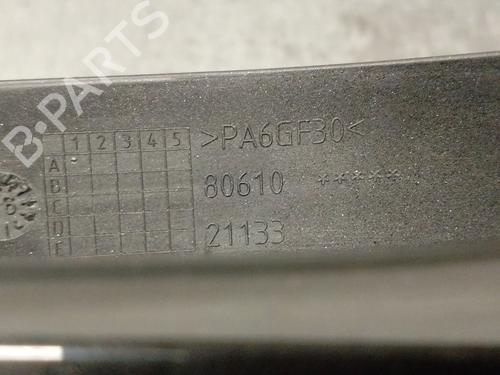 B-PARTS
1 2 3 4 5
A
B
C
D
E
>PA6GF30<
80610 *****
21133